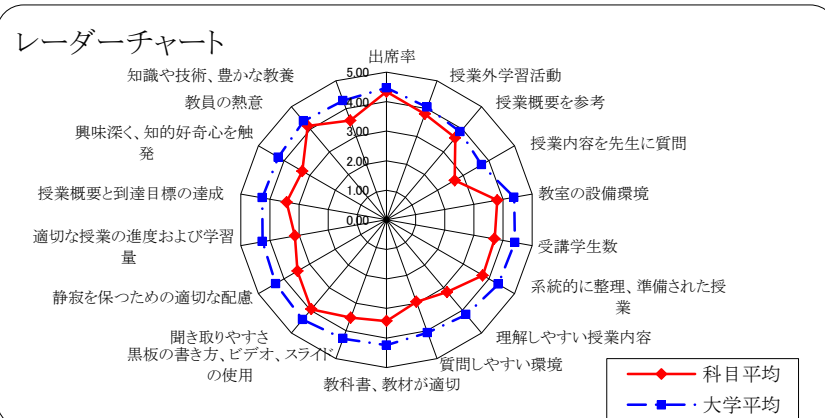 レーダーチャート
出席率
授業外学習活動
授業概要を参考
授業内容を先生に質問
教室の設備環境
受講学生数
系統的に整理、準備された授
業
理解しやすい授業内容
質問しやすい環境
教科書、教材が適切
黒板の書き方、ビデオ、スライド
の使用
聞き取りやすさ
静寂を保つための適切な配慮
適切な授業の進度および学習
量
授業概要と到達目標の達成
興味深く、知的好奇心を触
発
教員の熱意
知識や技術、豊かな教養
5.00
4.00
3.00
2.00
1.00
0.00
科目平均
大学平均